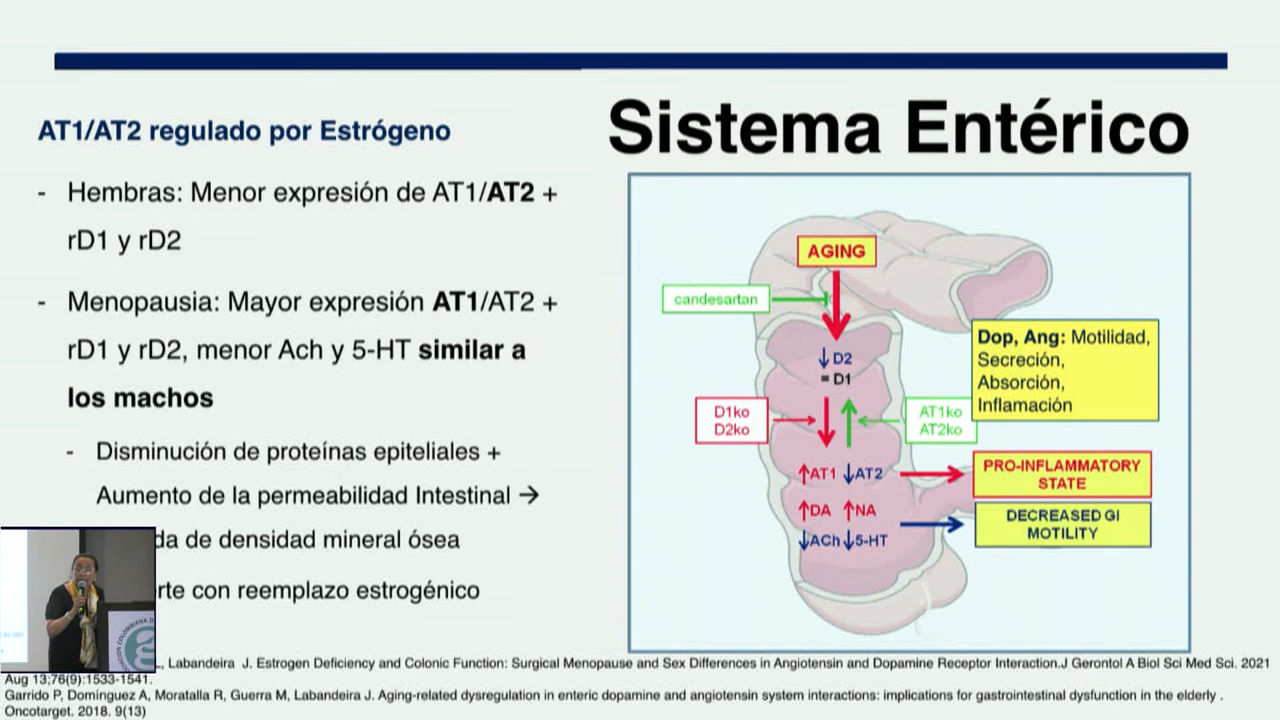 Sistema Entérico
AT1/AT2 regulado por Estrógeno
- Hembras: Menor expresión de AT1/AT2 +
rD1 y rD2
- Menopausia: Mayor expresión AT1/AT2 +
rD1 y rD2, menor Ach y 5-HT similar a
los machos
- Disminución de proteínas epiteliales +
Aumento de la permeabilidad Intestinal →
da de densidad mineral ósea
rte con reemplazo estrogénico
AGING
candesartan
↓D2
= D1
D1ko
D2ko
AT1ko
AT2ko
Dop, Ang: Motilidad,
Secreción,
Absorción,
Inflamación
↑AT1 ↓AT2
↑DA ↑NA
↓ACh ↓5-HT
PRO-INFLAMMATORY
STATE
DECREASED GI
MOTILITY
., Labandeira J. Estrogen Deficiency and Colonic Function: Surgical Menopause and Sex Differences in Angiotensin and Dopamine Receptor Interaction.J Gerontol A Biol Sci Med Sci. 2021
Aug 13;76(9):1533-1541.
Garrido P, Domínguez A, Moratalla R, Guerra M, Labandeira J. Aging-related dysregulation in enteric dopamine and angiotensin system interactions: implications for gastrointestinal dysfunction in the elderly .
Oncotarget. 2018. 9(13)